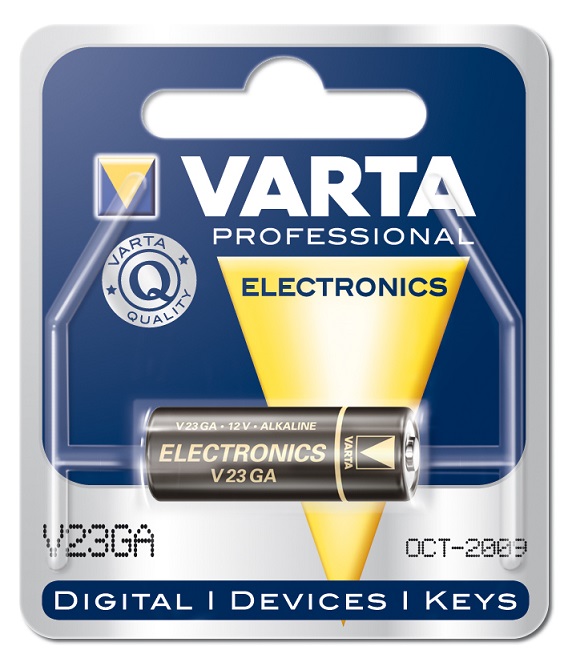 VARTA
PROFESSIONAL
VARTA
Q
QUALITY
ELECTRONICS
V 23 GA • 12 V • ALKALINE
ELECTRONICS
V 23 GA
VARTA
V23GA
OCT-2009
DIGITAL | DEVICES | KEYS